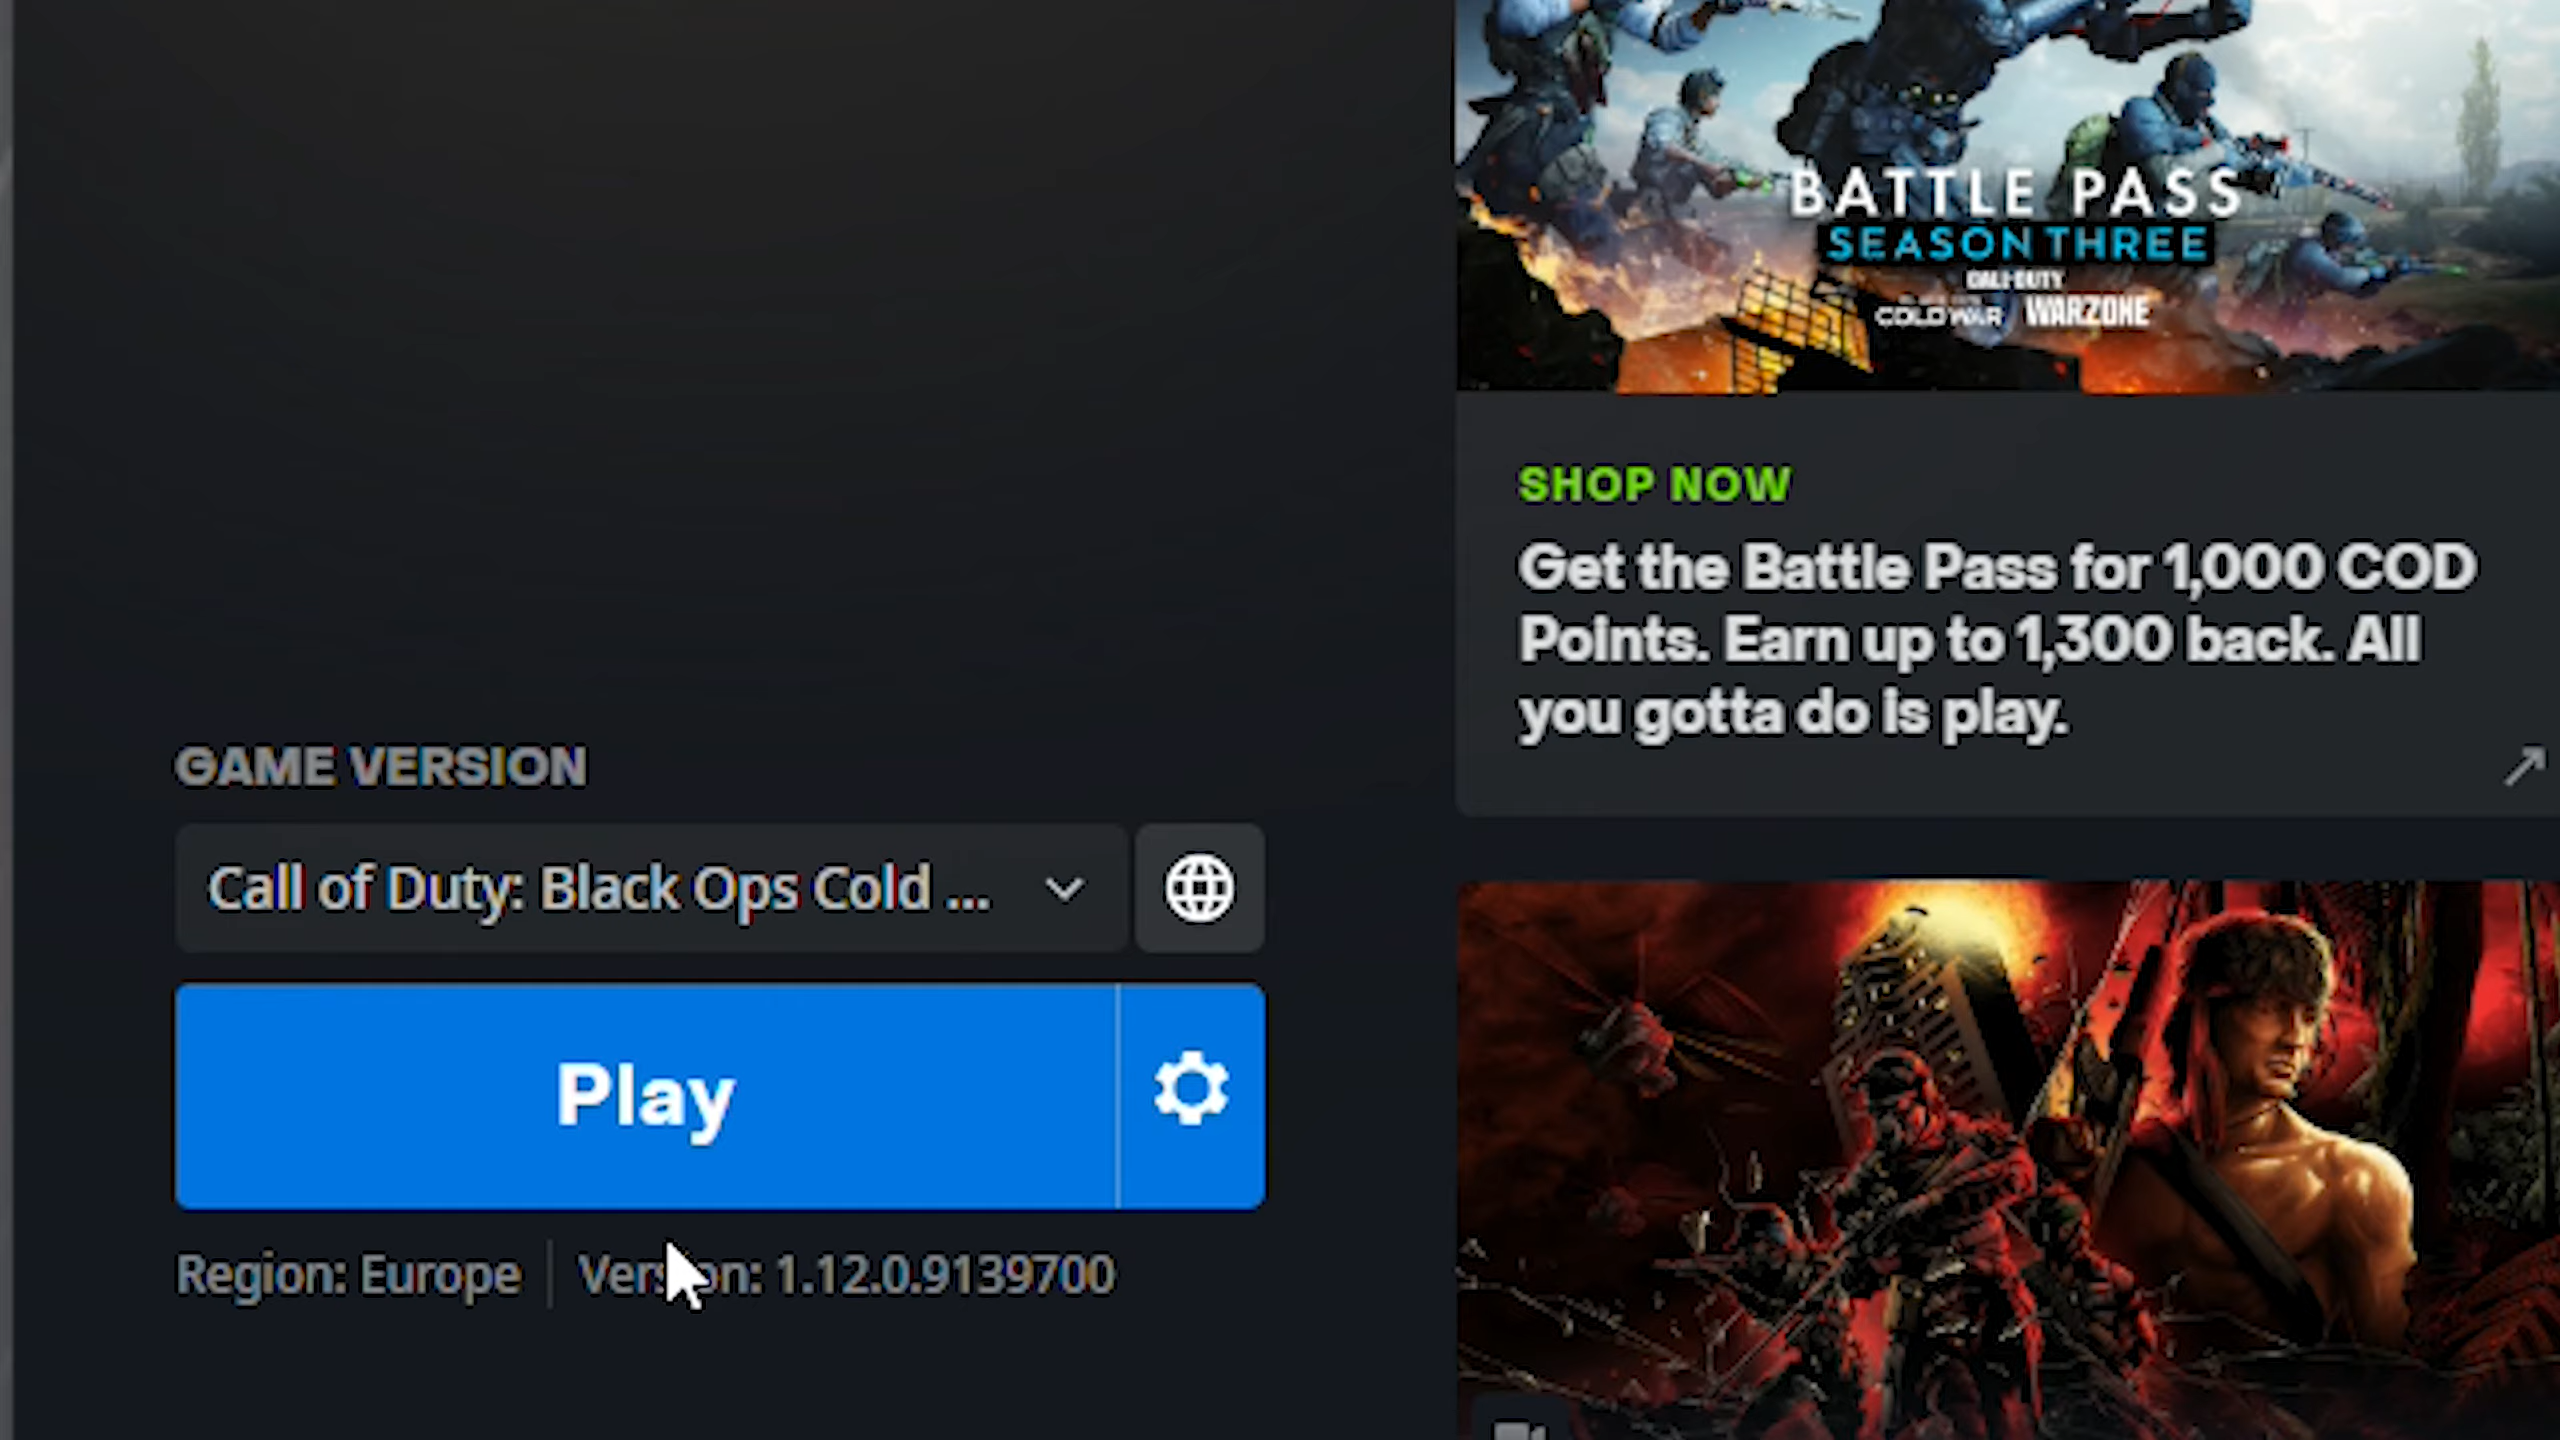 BATTLE PASS
SEASON THREE
CALL OF DUTY
COLD WAR WARZONE
SHOP NOW
Get the Battle Pass for 1,000 COD
Points. Earn up to 1,300 back. All
you gotta do is play.
GAME VERSION
Call of Duty: Black Ops Cold ...
Play
Region: Europe Version: 1.12.0.9139700